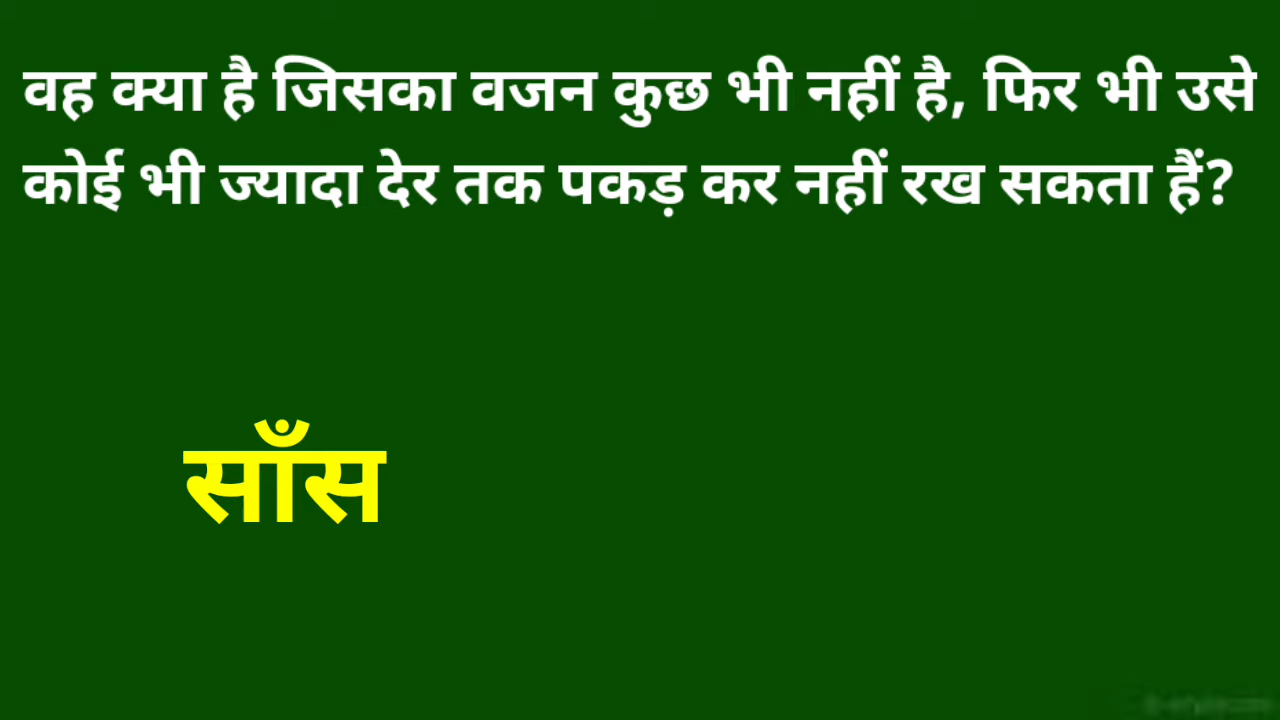 वह क्या है जिसका वजन कुछ भी नहीं है, फिर भी उसे
कोई भी ज्यादा देर तक पकड़ कर नहीं रख सकता हैं?
साँस